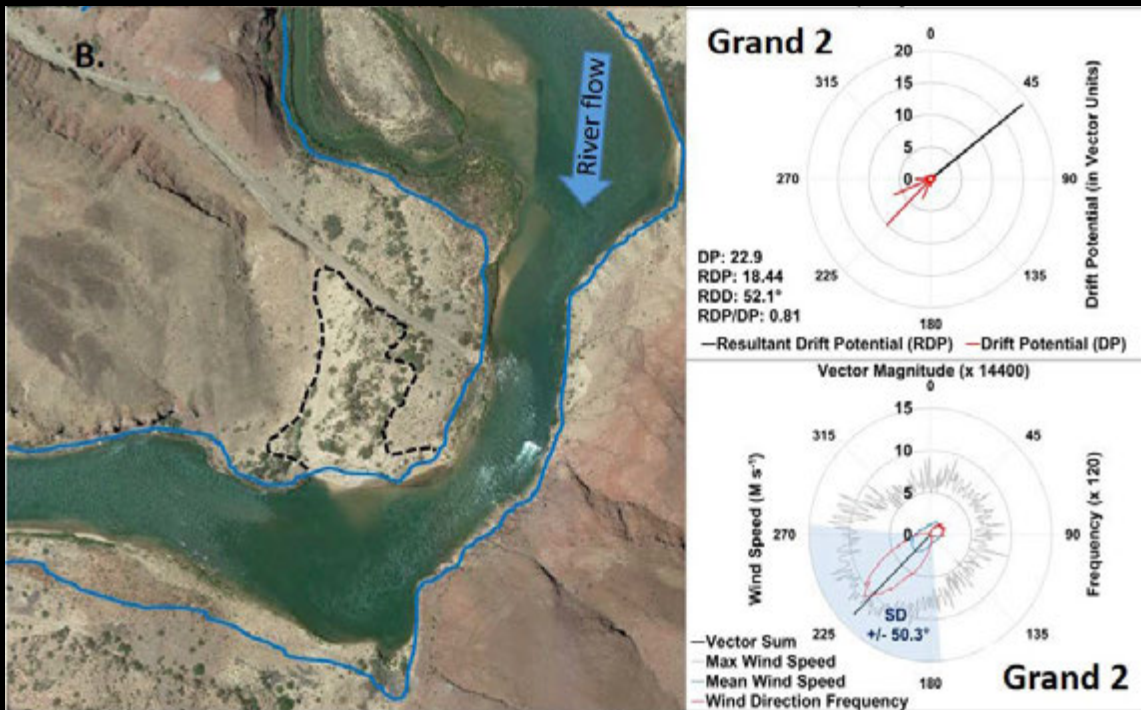 B.
River flow
Grand 2
0
20
15
10
5
0
315
45
270
90
225
135
180
Drift Potential (in Vector Units)
DP: 22.9
RDP: 18.44
RDD: 52.1°
RDP/DP: 0.81
—Resultant Drift Potential (RDP) —Drift Potential (DP)
Vector Magnitude (x 14400)
0
15
10
5
0
315
45
270
90
225
135
180
Wind Speed (M s⁻¹)
Frequency (x 120)
SD
+/- 50.3°
—Vector Sum
—Max Wind Speed
—Mean Wind Speed
—Wind Direction Frequency
Grand 2